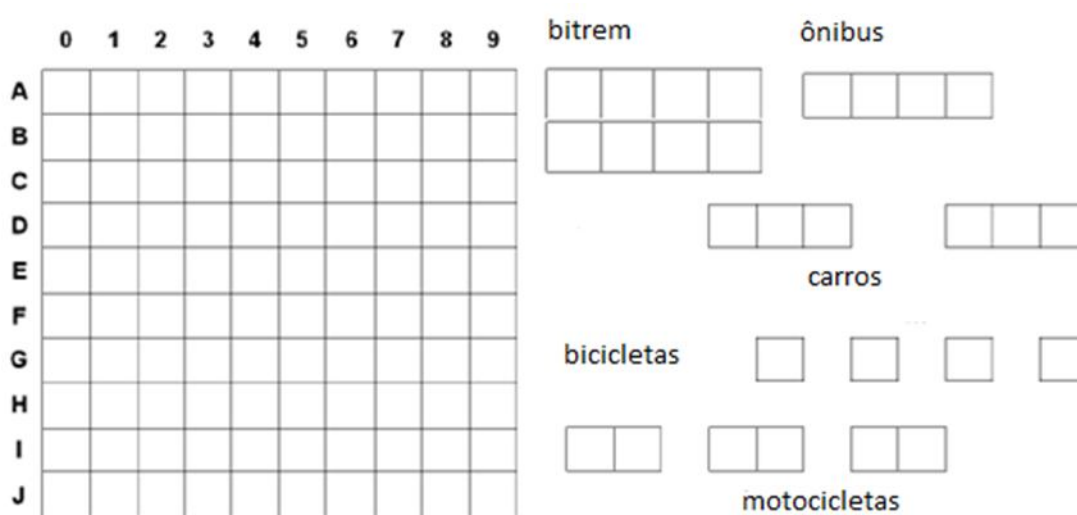 0 1 2 3 4 5 6 7 8 9
A
B
C
D
E
F
G
H
I
J
bitrem
ônibus
carros
bicicletas
motocicletas